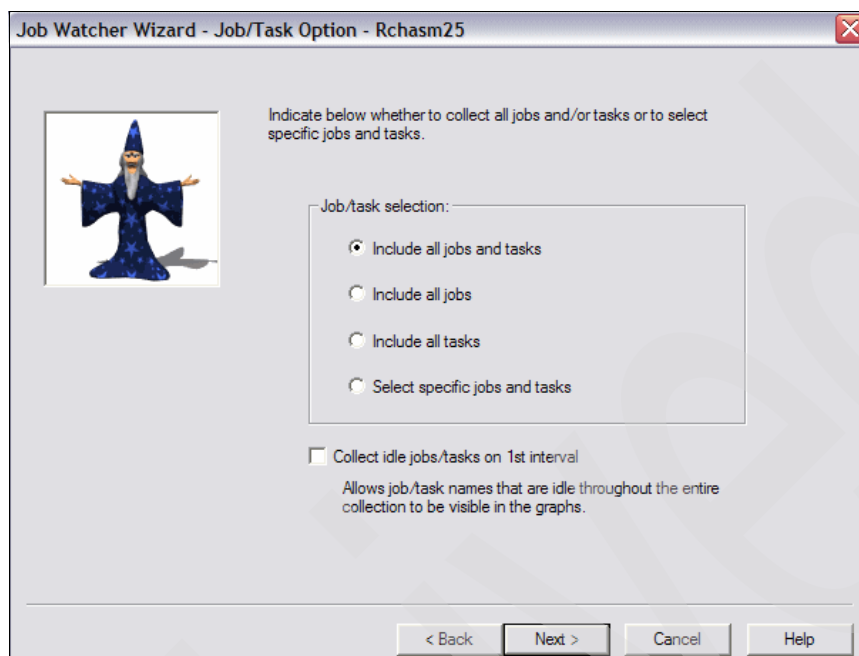 Job Watcher Wizard - Job/Task Option - Rchasm25
Indicate below whether to collect all jobs and/or tasks or to select
specific jobs and tasks.
Job/task selection:
Include all jobs and tasks
Include all jobs
Include all tasks
Select specific jobs and tasks
Collect idle jobs/tasks on 1st interval
Allows job/task names that are idle throughout the entire
collection to be visible in the graphs.
< Back Next > Cancel Help